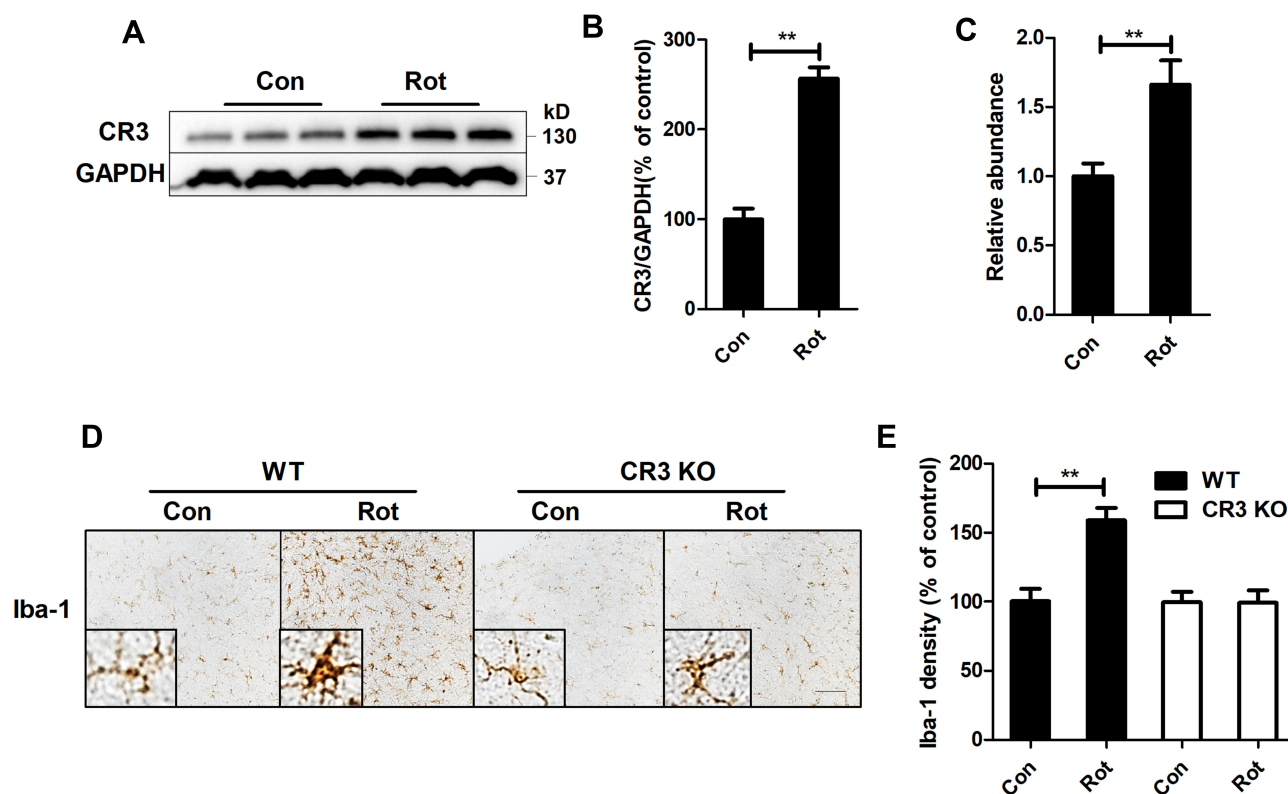 A
Con Rot
kD
CR3 130
GAPDH 37
B
CR3/GAPDH(% of control)
300
200
100
0
**
Con Rot
C
Relative abundance
2.0
1.5
1.0
0.5
0.0
**
Con Rot
D
WT CR3 KO
Con Rot Con Rot
Iba-1
E
Iba-1 density (% of control)
200
150
100
50
0
**
WT
CR3 KO
Con Rot Con Rot